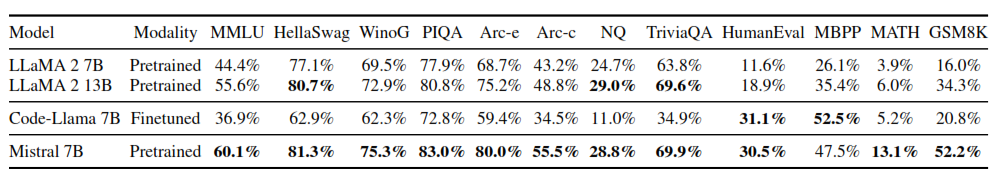 Model Modality MMLU HellaSwag WinoG PIQA Arc-e Arc-c NQ TriviaQA HumanEval MBPP MATH GSM8K
LLaMA 2 7B Pretrained 44.4% 77.1% 69.5% 77.9% 68.7% 43.2% 24.7% 63.8% 11.6% 26.1% 3.9% 16.0%
LLaMA 2 13B Pretrained 55.6% 80.7% 72.9% 80.8% 75.2% 48.8% 29.0% 69.6% 18.9% 35.4% 6.0% 34.3%
Code-Llama 7B Finetuned 36.9% 62.9% 62.3% 72.8% 59.4% 34.5% 11.0% 34.9% 31.1% 52.5% 5.2% 20.8%
Mistral 7B Pretrained 60.1% 81.3% 75.3% 83.0% 80.0% 55.5% 28.8% 69.9% 30.5% 47.5% 13.1% 52.2%